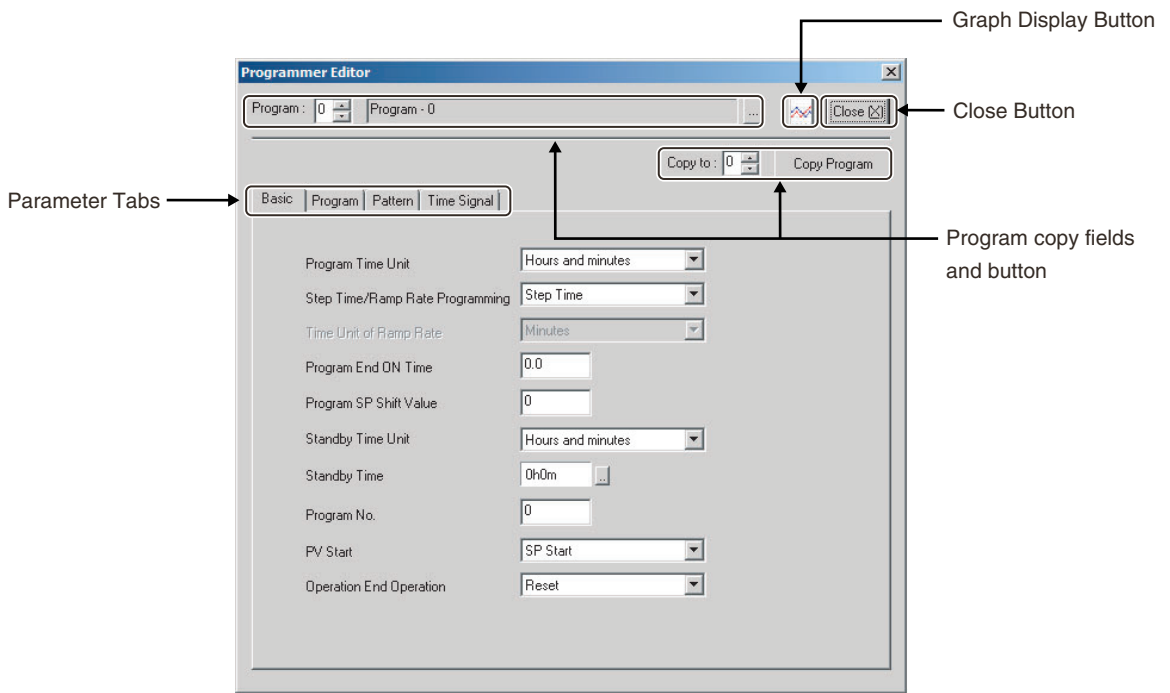 Graph Display Button
Programmer Editor
Program : 0 Program - 0 ... Close (X)
Close Button
Copy to : 0 Copy Program
Parameter Tabs
Basic Program Pattern Time Signal
Program copy fields
and button
Program Time Unit Hours and minutes
Step Time/Ramp Rate Programming Step Time
Time Unit of Ramp Rate Minutes
Program End ON Time 0.0
Program SP Shift Value 0
Standby Time Unit Hours and minutes
Standby Time 0h0m ..
Program No. 0
PV Start SP Start
Operation End Operation Reset